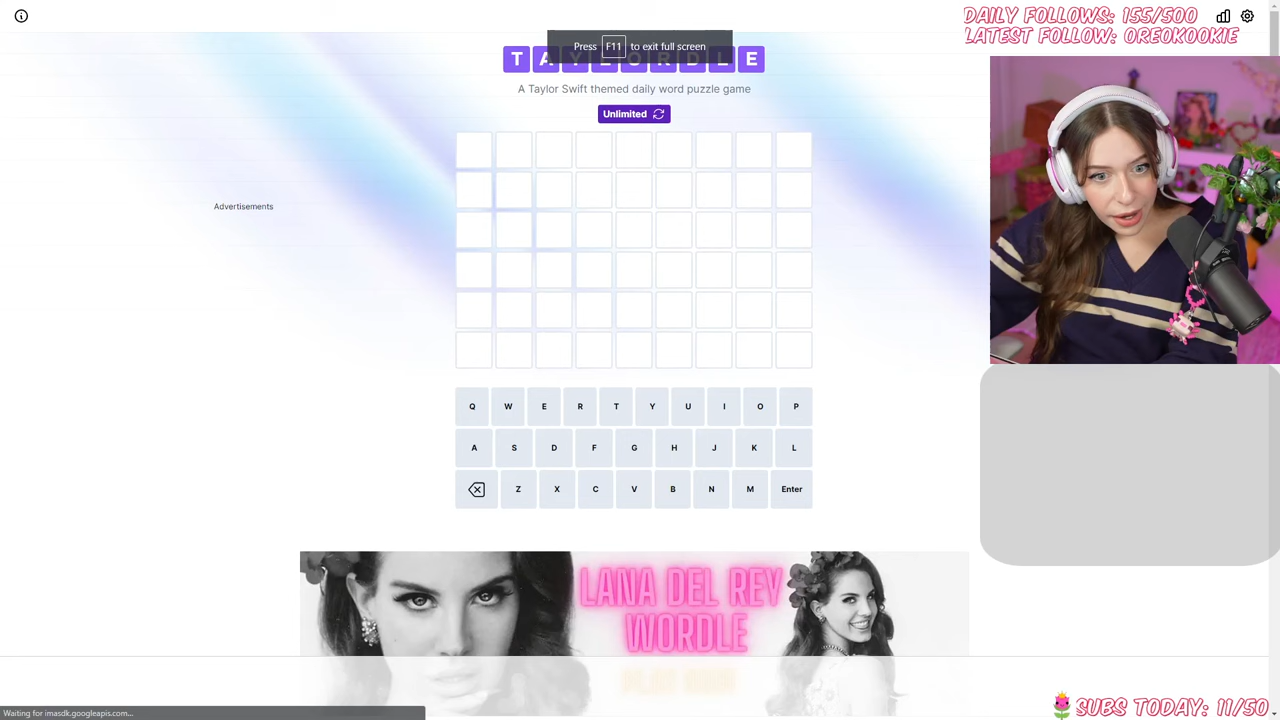 DAILY FOLLOWS: 155/500
LATEST FOLLOW: OREOKOOKIE
Press F11 to exit full screen
TAYLORDLE
A Taylor Swift themed daily word puzzle game
Unlimited
Advertisements
Q W E R T Y U I O P
A S D F G H J K L
Z X C V B N M Enter
LANA DEL REY
WORDLE
Waiting for imasdk.googleapis.com...
SUBS TODAY: 11/50